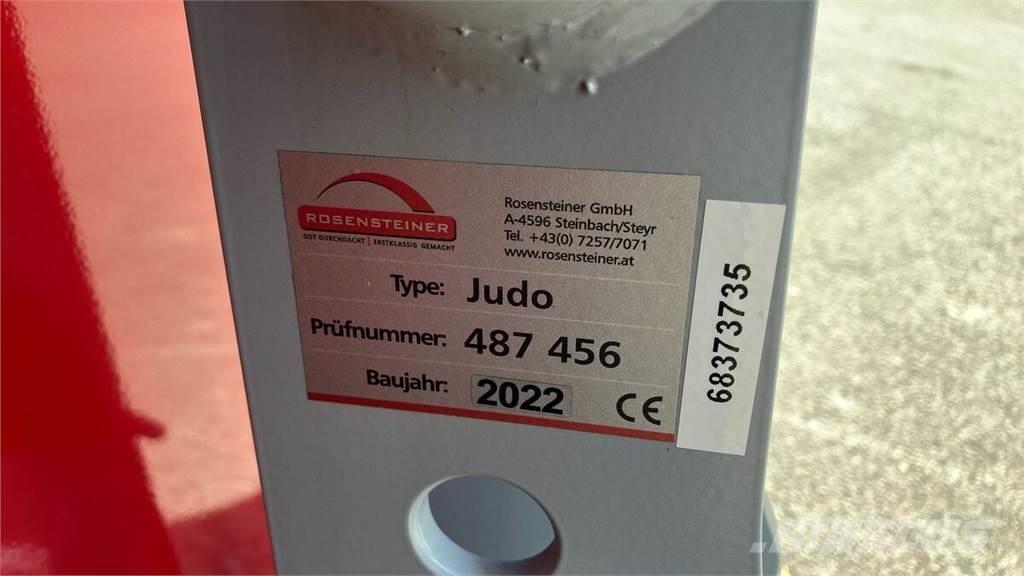 ROSENSTEINER
GUT DURCHDACHT | ERSTKLASSIG GEMACHT
Rosensteiner GmbH
A-4596 Steinbach/Steyr
Tel. +43(0) 7257/7071
www.rosensteiner.at
Type: Judo
Prüfnummer: 487 456
Baujahr: 2022 CE
68373735